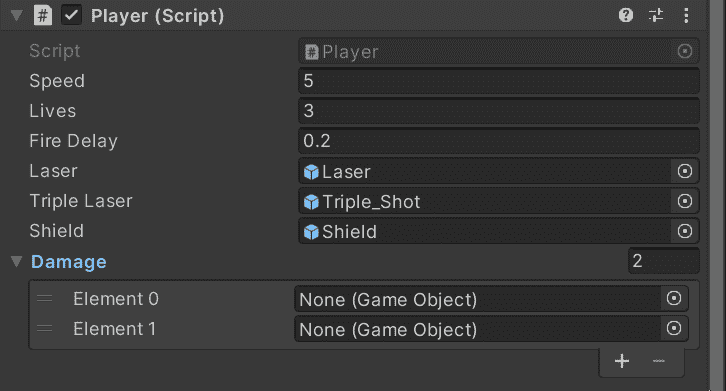 Player (Script)
Script Player
Speed 5
Lives 3
Fire Delay 0.2
Laser Laser
Triple Laser Triple_Shot
Shield Shield
Damage 2
Element 0 None (Game Object)
Element 1 None (Game Object)